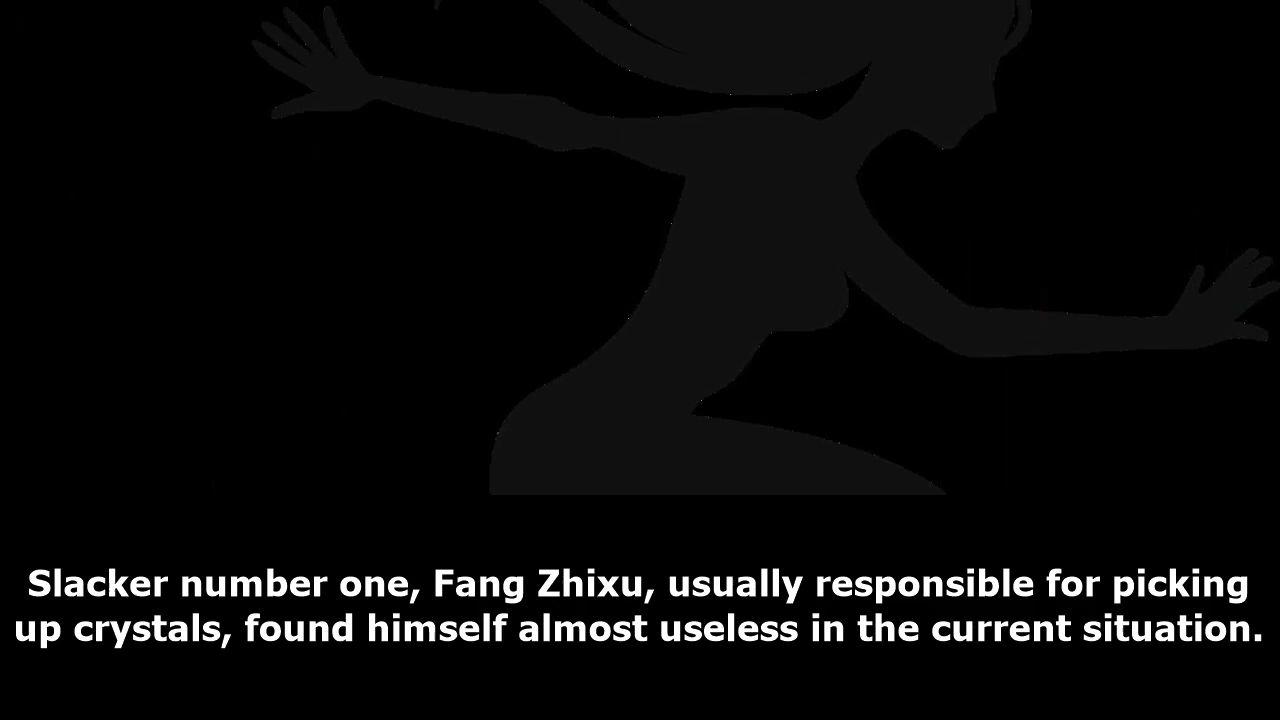 Slacker number one, Fang Zhixu, usually responsible for picking
up crystals, found himself almost useless in the current situation.